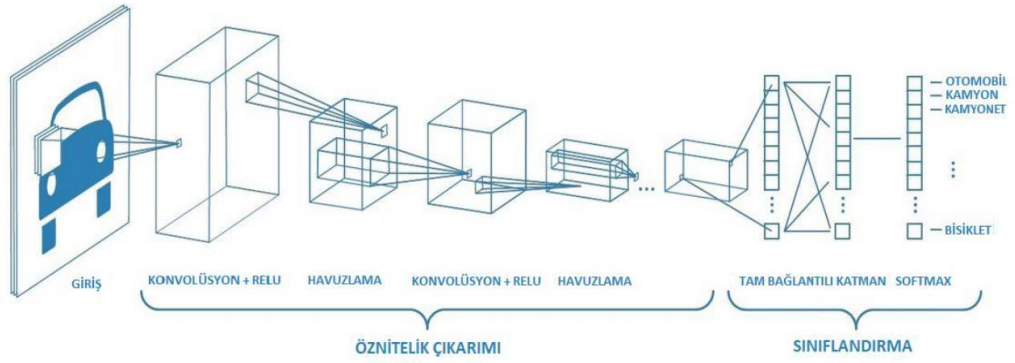 OTOMOBİL
KAMYON
KAMYONET
BİSİKLET
GİRİŞ
KONVOLÜSYON + RELU
HAVUZLAMA
KONVOLÜSYON + RELU
HAVUZLAMA
TAM BAĞLANTILI KATMAN
SOFTMAX
ÖZNİTELİK ÇIKARIMI
SINIFLANDIRMA